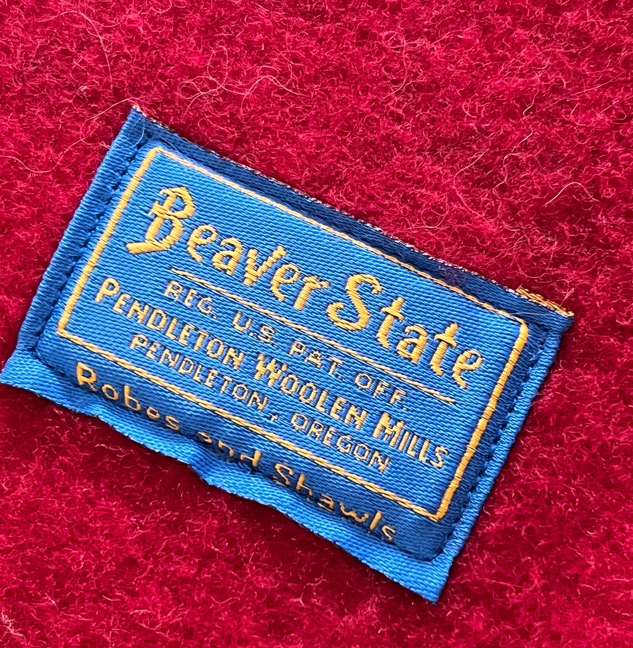 Beaver State
REG. U.S. PAT. OFF.
PENDLETON WOOLEN MILLS
PENDLETON, OREGON
Robes and Shawls